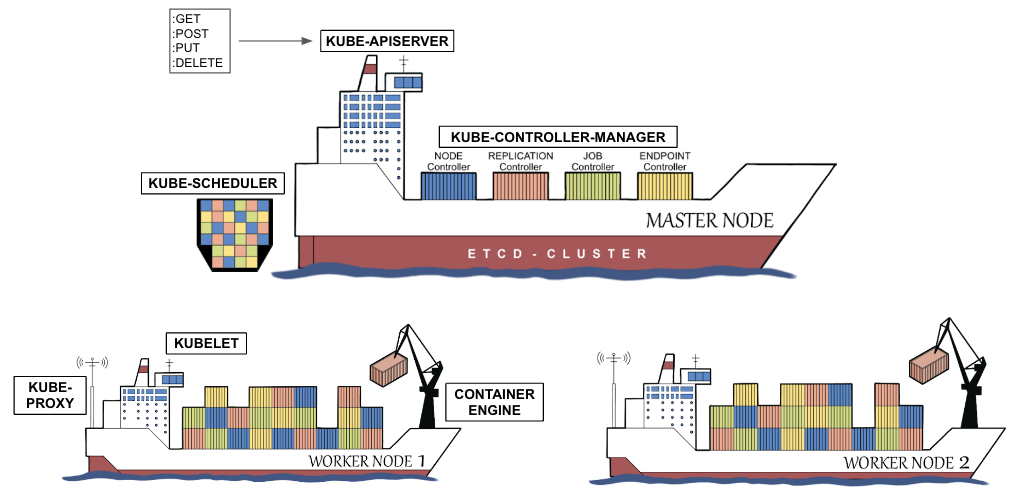 :GET
:POST
:PUT
:DELETE
KUBE-APISERVER
KUBE-CONTROLLER-MANAGER
NODE
Controller
REPLICATION
Controller
JOB
Controller
ENDPOINT
Controller
KUBE-SCHEDULER
MASTER NODE
ETCD-CLUSTER
KUBELET
KUBE-
PROXY
CONTAINER
ENGINE
WORKER NODE 1
WORKER NODE 2